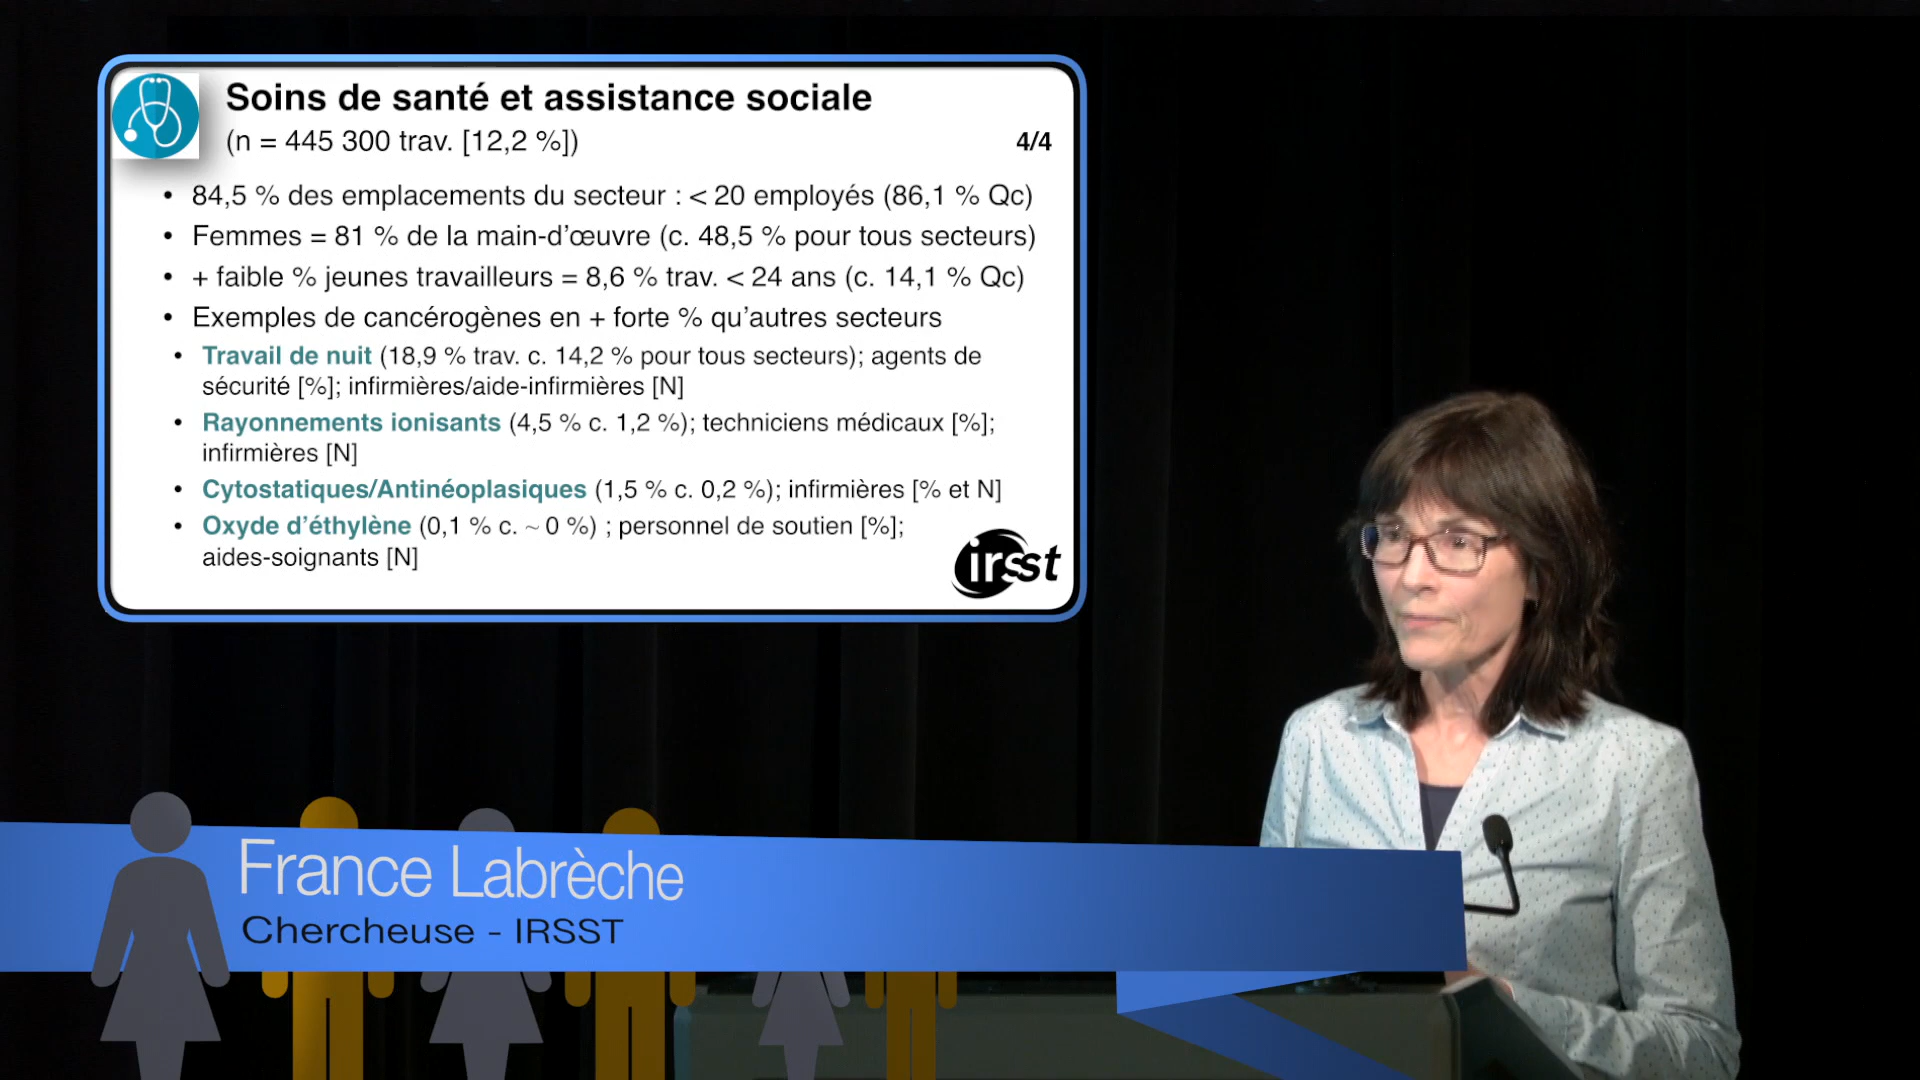 Soins de santé et assistance sociale
(n = 445 300 trav. [12,2 %])
4/4
• 84,5 % des emplacements du secteur : < 20 employés (86,1 % Qc)
• Femmes = 81 % de la main-d'œuvre (c. 48,5 % pour tous secteurs)
• + faible % jeunes travailleurs = 8,6 % trav. < 24 ans (c. 14,1 % Qc)
• Exemples de cancérogènes en + forte % qu'autres secteurs
• Travail de nuit (18,9 % trav. c. 14,2 % pour tous secteurs); agents de
sécurité [%]; infirmières/aide-infirmières [N]
• Rayonnements ionisants (4,5 % c. 1,2 %); techniciens médicaux [%];
infirmières [N]
• Cytostatiques/Antinéoplasiques (1,5 % c. 0,2 %); infirmières [% et N]
• Oxyde d'éthylène (0,1 % c. ~ 0 %) ; personnel de soutien [%];
aides-soignants [N]
irsst
France Labrèche
Chercheuse - IRSST